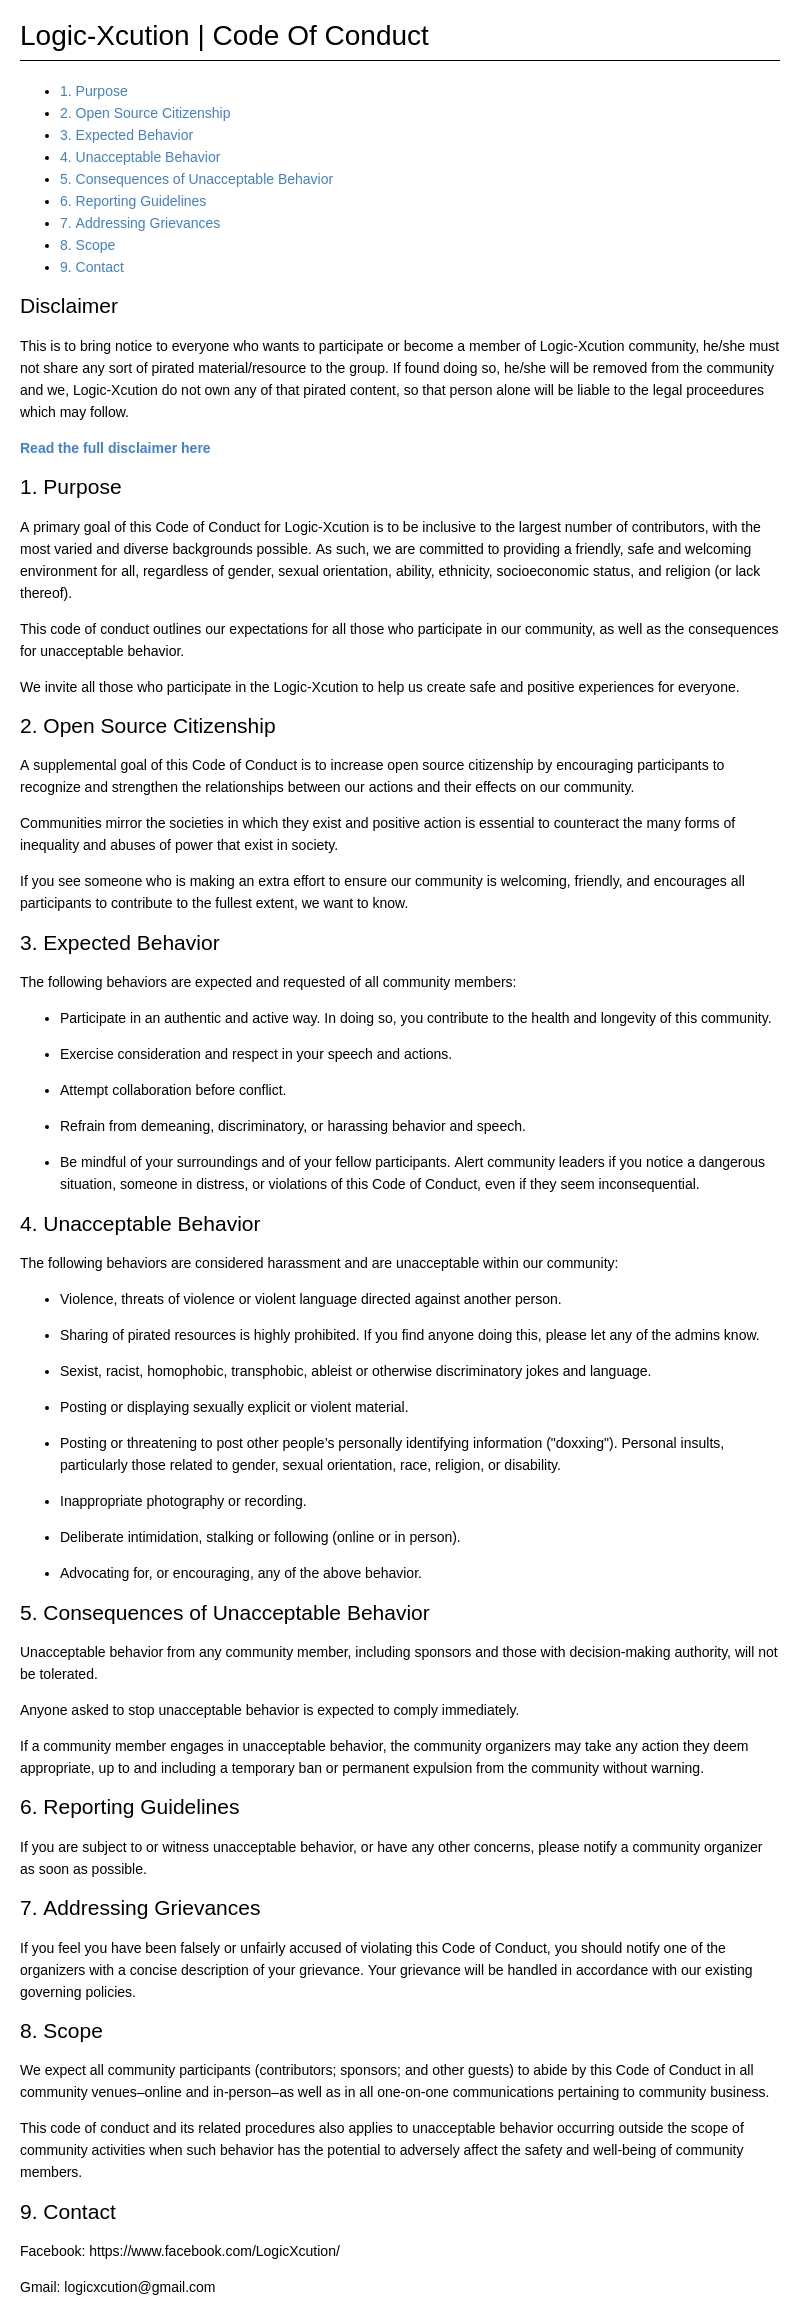 Logic-Xcution | Code Of Conduct
1. Purpose
2. Open Source Citizenship
3. Expected Behavior
4. Unacceptable Behavior
5. Consequences of Unacceptable Behavior
6. Reporting Guidelines
7. Addressing Grievances
8. Scope
9. Contact
Disclaimer
This is to bring notice to everyone who wants to participate or become a member of Logic-Xcution community, he/she must
not share any sort of pirated material/resource to the group. If found doing so, he/she will be removed from the community
and we, Logic-Xcution do not own any of that pirated content, so that person alone will be liable to the legal proceedures
which may follow.
Read the full disclaimer here
1. Purpose
A primary goal of this Code of Conduct for Logic-Xcution is to be inclusive to the largest number of contributors, with the
most varied and diverse backgrounds possible. As such, we are committed to providing a friendly, safe and welcoming
environment for all, regardless of gender, sexual orientation, ability, ethnicity, socioeconomic status, and religion (or lack
thereof).
This code of conduct outlines our expectations for all those who participate in our community, as well as the consequences
for unacceptable behavior.
We invite all those who participate in the Logic-Xcution to help us create safe and positive experiences for everyone.
2. Open Source Citizenship
A supplemental goal of this Code of Conduct is to increase open source citizenship by encouraging participants to
recognize and strengthen the relationships between our actions and their effects on our community.
Communities mirror the societies in which they exist and positive action is essential to counteract the many forms of
inequality and abuses of power that exist in society.
If you see someone who is making an extra effort to ensure our community is welcoming, friendly, and encourages all
participants to contribute to the fullest extent, we want to know.
3. Expected Behavior
The following behaviors are expected and requested of all community members:
Participate in an authentic and active way. In doing so, you contribute to the health and longevity of this community.
Exercise consideration and respect in your speech and actions.
Attempt collaboration before conflict.
Refrain from demeaning, discriminatory, or harassing behavior and speech.
Be mindful of your surroundings and of your fellow participants. Alert community leaders if you notice a dangerous
situation, someone in distress, or violations of this Code of Conduct, even if they seem inconsequential.
4. Unacceptable Behavior
The following behaviors are considered harassment and are unacceptable within our community:
Violence, threats of violence or violent language directed against another person.
Sharing of pirated resources is highly prohibited. If you find anyone doing this, please let any of the admins know.
Sexist, racist, homophobic, transphobic, ableist or otherwise discriminatory jokes and language.
Posting or displaying sexually explicit or violent material.
Posting or threatening to post other people’s personally identifying information ("doxxing"). Personal insults,
particularly those related to gender, sexual orientation, race, religion, or disability.
Inappropriate photography or recording.
Deliberate intimidation, stalking or following (online or in person).
Advocating for, or encouraging, any of the above behavior.
5. Consequences of Unacceptable Behavior
Unacceptable behavior from any community member, including sponsors and those with decision-making authority, will not
be tolerated.
Anyone asked to stop unacceptable behavior is expected to comply immediately.
If a community member engages in unacceptable behavior, the community organizers may take any action they deem
appropriate, up to and including a temporary ban or permanent expulsion from the community without warning.
6. Reporting Guidelines
If you are subject to or witness unacceptable behavior, or have any other concerns, please notify a community organizer
as soon as possible.
7. Addressing Grievances
If you feel you have been falsely or unfairly accused of violating this Code of Conduct, you should notify one of the
organizers with a concise description of your grievance. Your grievance will be handled in accordance with our existing
governing policies.
8. Scope
We expect all community participants (contributors; sponsors; and other guests) to abide by this Code of Conduct in all
community venues–online and in-person–as well as in all one-on-one communications pertaining to community business.
This code of conduct and its related procedures also applies to unacceptable behavior occurring outside the scope of
community activities when such behavior has the potential to adversely affect the safety and well-being of community
members.
9. Contact
Facebook: https://www.facebook.com/LogicXcution/
Gmail: logicxcution@gmail.com